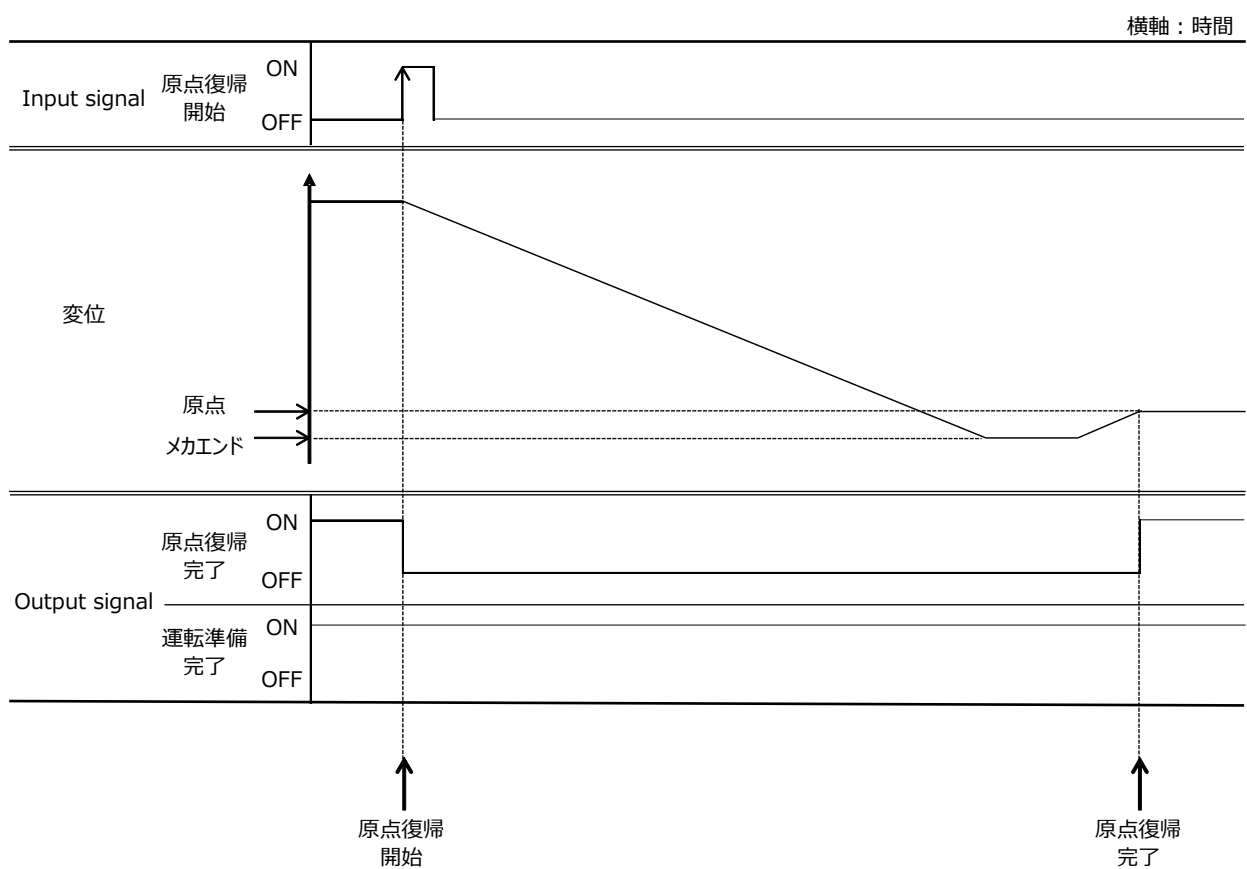 横軸：時間
Input signal
原点復帰
開始
ON
OFF
変位
原点
メカエンド
Output signal
原点復帰
完了
ON
OFF
運転準備
完了
ON
OFF
原点復帰
開始
原点復帰
完了